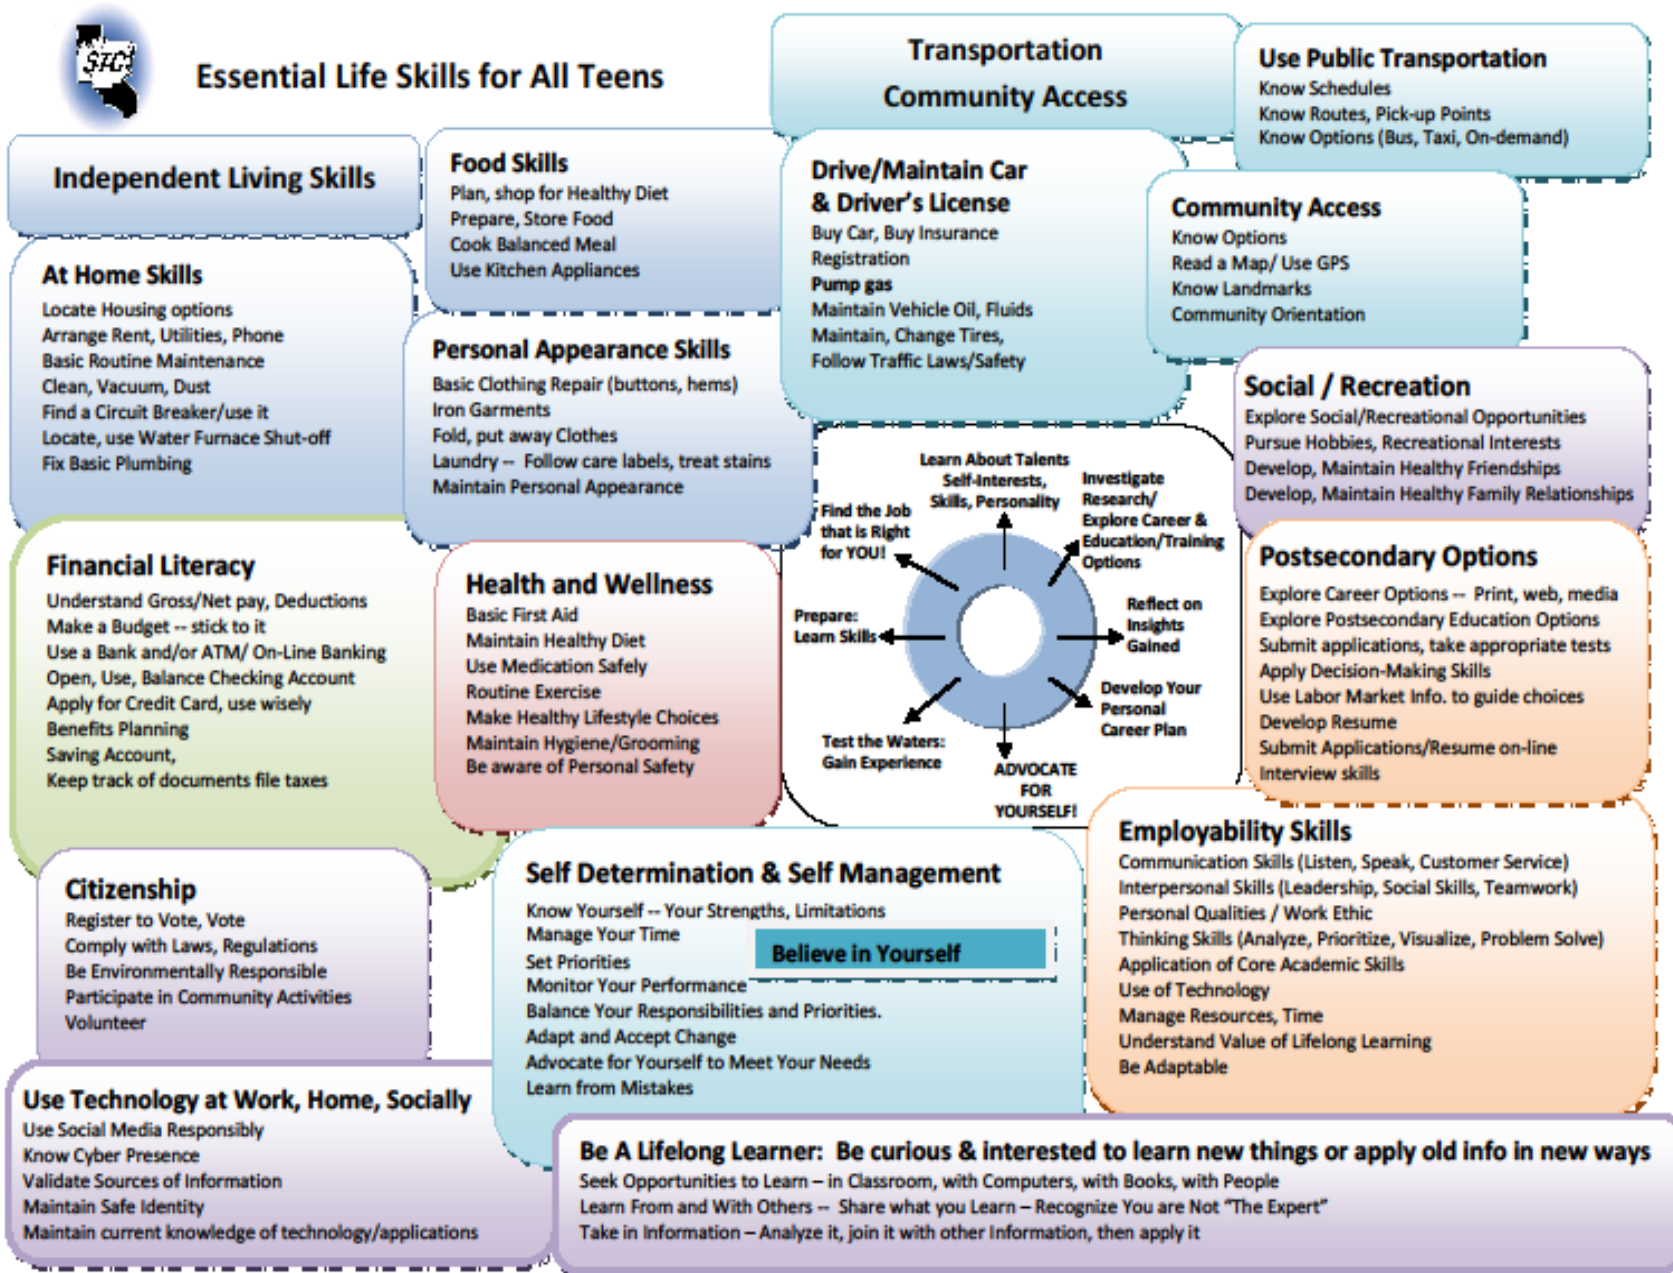 STC!
Essential Life Skills for All Teens
Transportation
Community Access
Use Public Transportation
Know Schedules
Know Routes, Pick-up Points
Know Options (Bus, Taxi, On-demand)
Independent Living Skills
Food Skills
Plan, shop for Healthy Diet
Prepare, Store Food
Cook Balanced Meal
Use Kitchen Appliances
Drive/Maintain Car
& Driver's License
Buy Car, Buy Insurance
Registration
Pump gas
Maintain Vehicle Oil, Fluids
Maintain, Change Tires,
Follow Traffic Laws/Safety
Community Access
Know Options
Read a Map/ Use GPS
Know Landmarks
Community Orientation
At Home Skills
Locate Housing options
Arrange Rent, Utilities, Phone
Basic Routine Maintenance
Clean, Vacuum, Dust
Find a Circuit Breaker/use it
Locate, use Water Furnace Shut-off
Fix Basic Plumbing
Personal Appearance Skills
Basic Clothing Repair (buttons, hems)
Iron Garments
Fold, put away Clothes
Laundry -- Follow care labels, treat stains
Maintain Personal Appearance
Social / Recreation
Explore Social/Recreational Opportunities
Pursue Hobbies, Recreational Interests
Develop, Maintain Healthy Friendships
Develop, Maintain Healthy Family Relationships
Learn About Talents
Self-Interests,
Skills, Personality
Investigate
Research/
Explore Career &
Education/Training
Options
Reflect on
Insights
Gained
Develop Your
Personal
Career Plan
ADVOCATE
FOR
YOURSELF!
Test the Waters:
Gain Experience
Prepare:
Learn Skills
Find the Job
that is Right
for YOU!
Financial Literacy
Understand Gross/Net pay, Deductions
Make a Budget -- stick to it
Use a Bank and/or ATM/ On-Line Banking
Open, Use, Balance Checking Account
Apply for Credit Card, use wisely
Benefits Planning
Saving Account,
Keep track of documents file taxes
Health and Wellness
Basic First Aid
Maintain Healthy Diet
Use Medication Safely
Routine Exercise
Make Healthy Lifestyle Choices
Maintain Hygiene/Grooming
Be aware of Personal Safety
Postsecondary Options
Explore Career Options -- Print, web, media
Explore Postsecondary Education Options
Submit applications, take appropriate tests
Apply Decision-Making Skills
Use Labor Market Info. to guide choices
Develop Resume
Submit Applications/Resume on-line
Interview skills
Citizenship
Register to Vote, Vote
Comply with Laws, Regulations
Be Environmentally Responsible
Participate in Community Activities
Volunteer
Self Determination & Self Management
Know Yourself -- Your Strengths, Limitations
Manage Your Time
Set Priorities
Monitor Your Performance
Balance Your Responsibilities and Priorities.
Adapt and Accept Change
Advocate for Yourself to Meet Your Needs
Learn from Mistakes
Believe in Yourself
Employability Skills
Communication Skills (Listen, Speak, Customer Service)
Interpersonal Skills (Leadership, Social Skills, Teamwork)
Personal Qualities / Work Ethic
Thinking Skills (Analyze, Prioritize, Visualize, Problem Solve)
Application of Core Academic Skills
Use of Technology
Manage Resources, Time
Understand Value of Lifelong Learning
Be Adaptable
Use Technology at Work, Home, Socially
Use Social Media Responsibly
Know Cyber Presence
Validate Sources of Information
Maintain Safe Identity
Maintain current knowledge of technology/applications
Be A Lifelong Learner: Be curious & interested to learn new things or apply old info in new ways
Seek Opportunities to Learn – in Classroom, with Computers, with Books, with People
Learn From and With Others -- Share what you Learn – Recognize You are Not "The Expert"
Take in Information – Analyze it, join it with other Information, then apply it